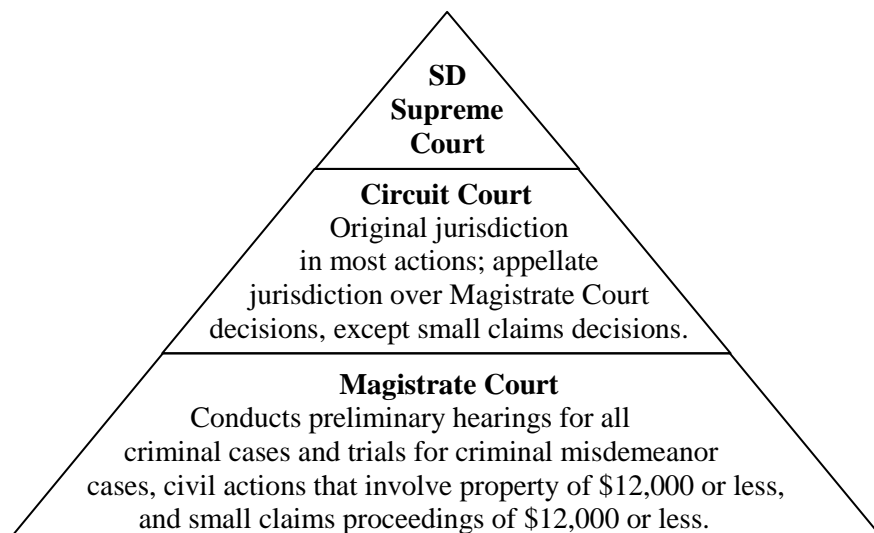 SD
Supreme
Court
Circuit Court
Original jurisdiction
in most actions; appellate
jurisdiction over Magistrate Court
decisions, except small claims decisions.
Magistrate Court
Conducts preliminary hearings for all
criminal cases and trials for criminal misdemeanor
cases, civil actions that involve property of $12,000 or less,
and small claims proceedings of $12,000 or less.